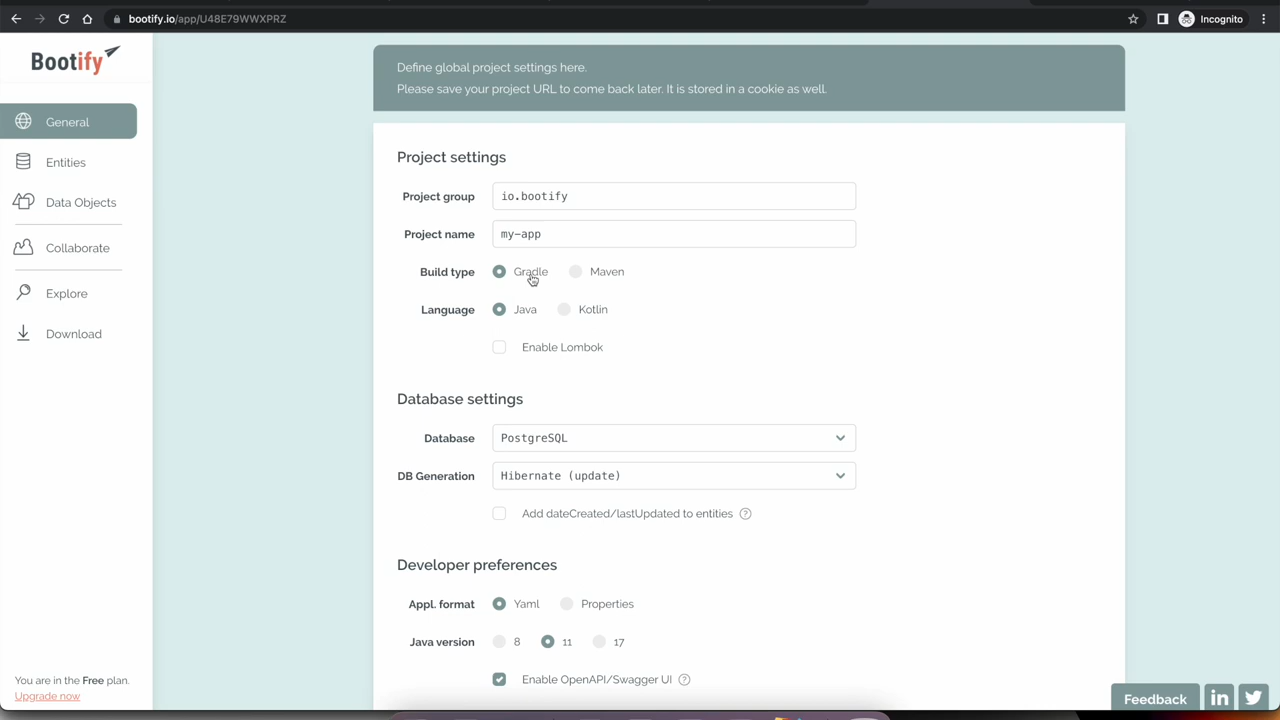 bootify.io/app/U48E79WWXPRZ
Incognito
Bootify
General
Entities
Data Objects
Collaborate
Explore
Download
You are in the Free plan.
Upgrade now
Define global project settings here.
Please save your project URL to come back later. It is stored in a cookie as well.
Project settings
Project group io.bootify
Project name my-app
Build type Gradle Maven
Language Java Kotlin
Enable Lombok
Database settings
Database PostgreSQL
DB Generation Hibernate (update)
Add dateCreated/lastUpdated to entities ?
Developer preferences
Appl. format Yaml Properties
Java version 8 11 17
Enable OpenAPI/Swagger UI ?
Feedback in